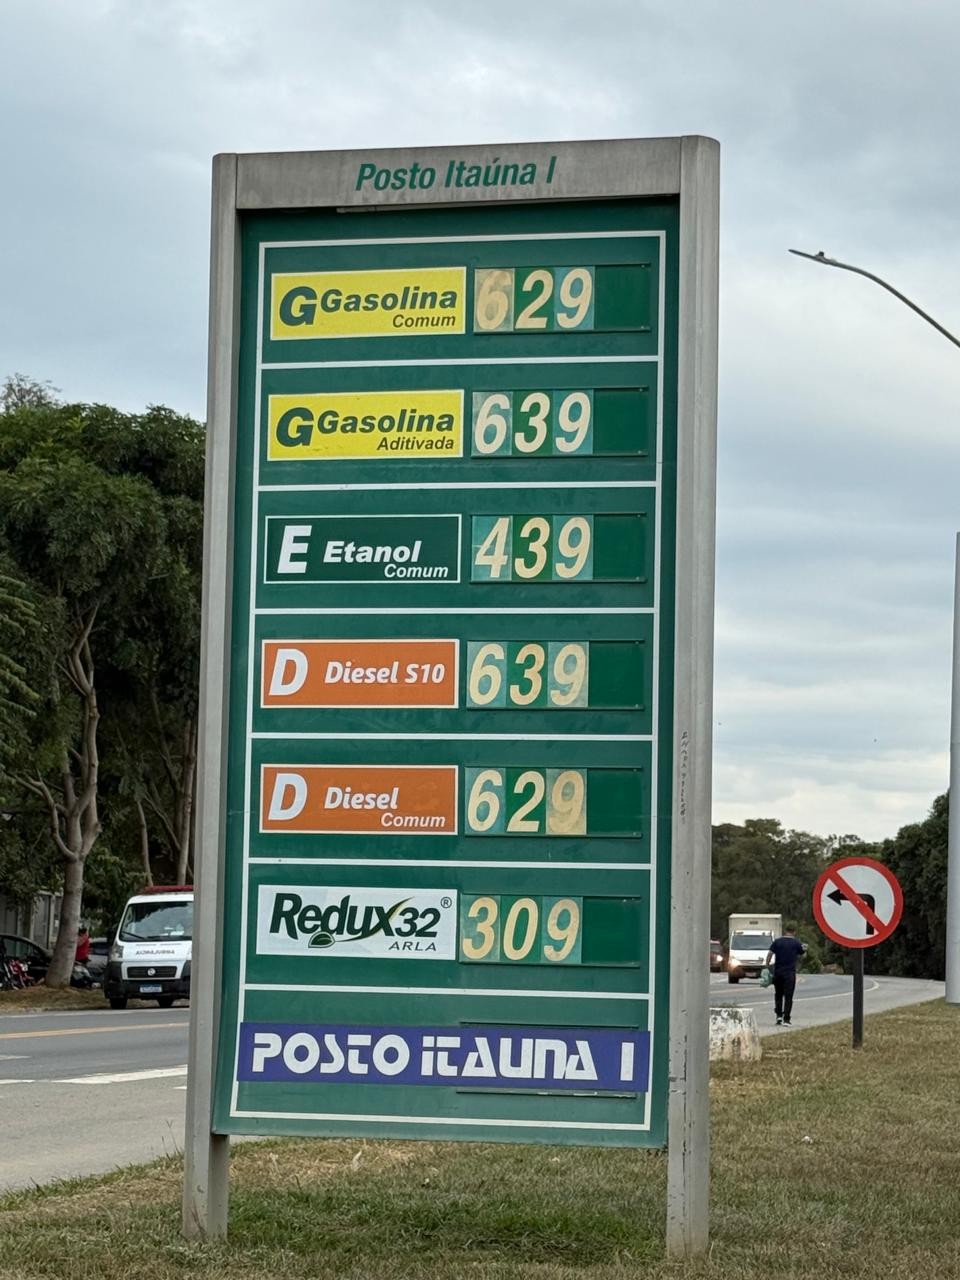 Posto Itaúna I
G Gasolina 629
Comum
G Gasolina 639
Aditivada
E Etanol 439
Comum
D Diesel S10 639
D Diesel 629
Comum
Redux32® 309
ARLA
POSTO ITAUNA I